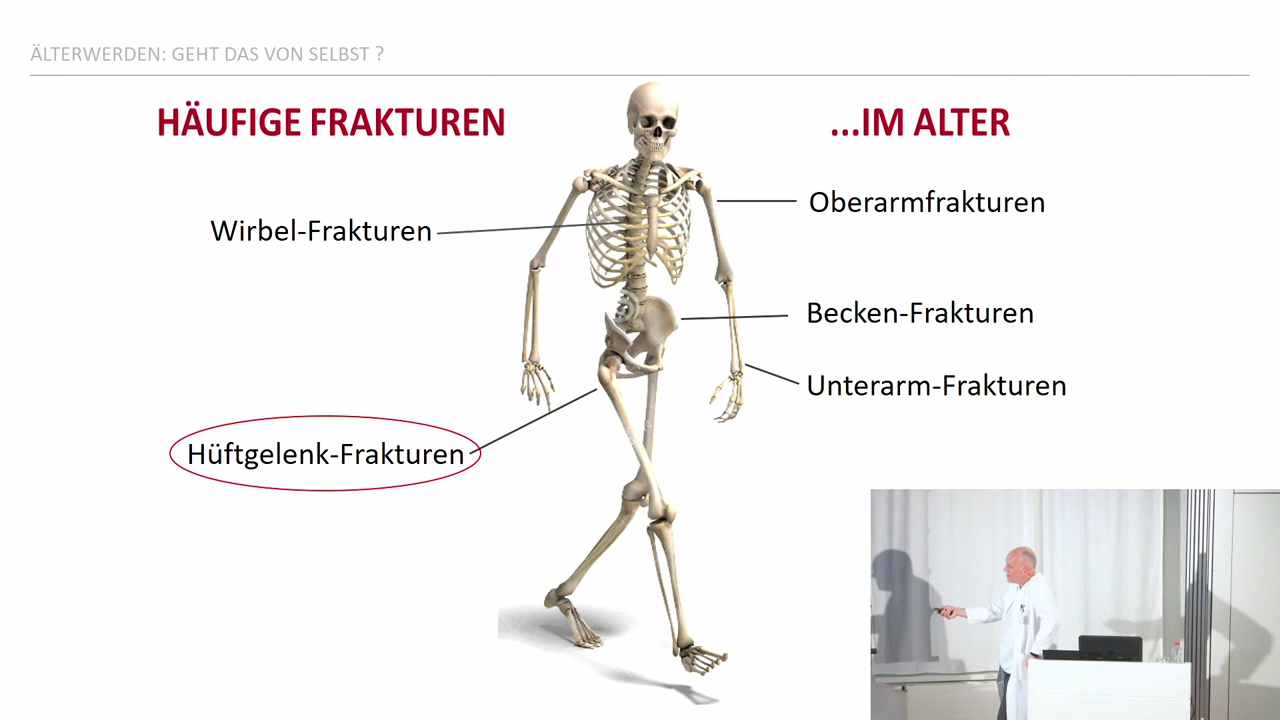 ÄLTERWERDEN: GEHT DAS VON SELBST ?
HÄUFIGE FRAKTUREN
...IM ALTER
Oberarmfrakturen
Wirbel-Frakturen
Becken-Frakturen
Unterarm-Frakturen
Hüftgelenk-Frakturen